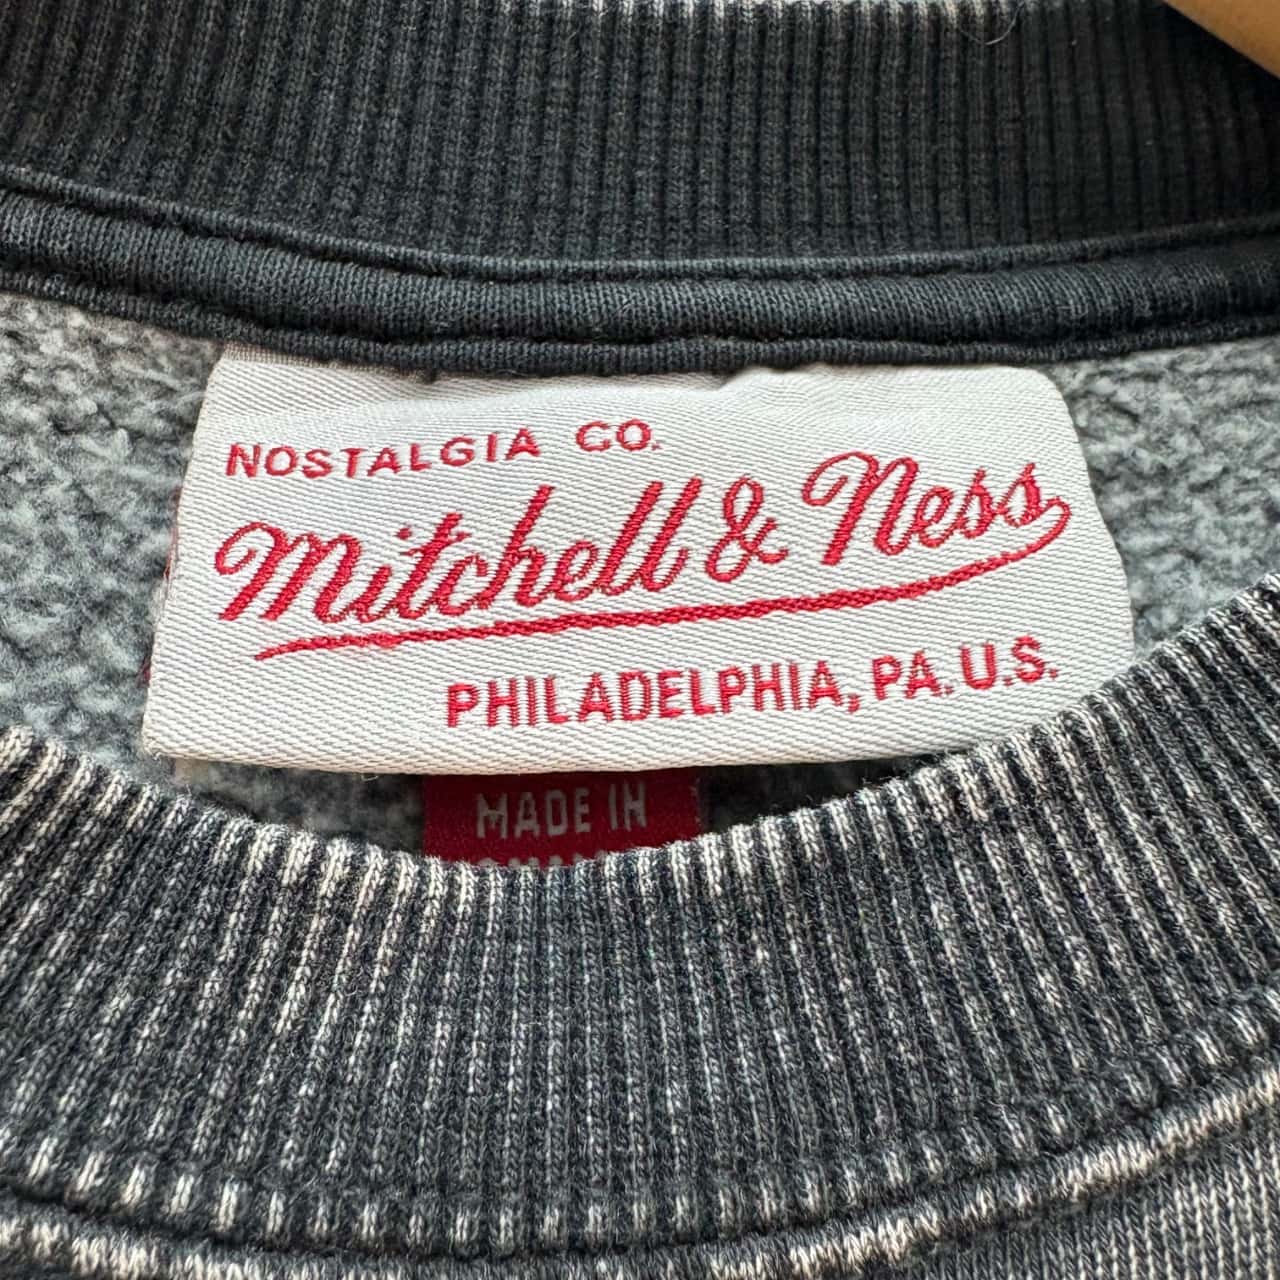 NOSTALGIA CO.
Mitchell & Ness
PHILADELPHIA, PA. U.S.
MADE IN